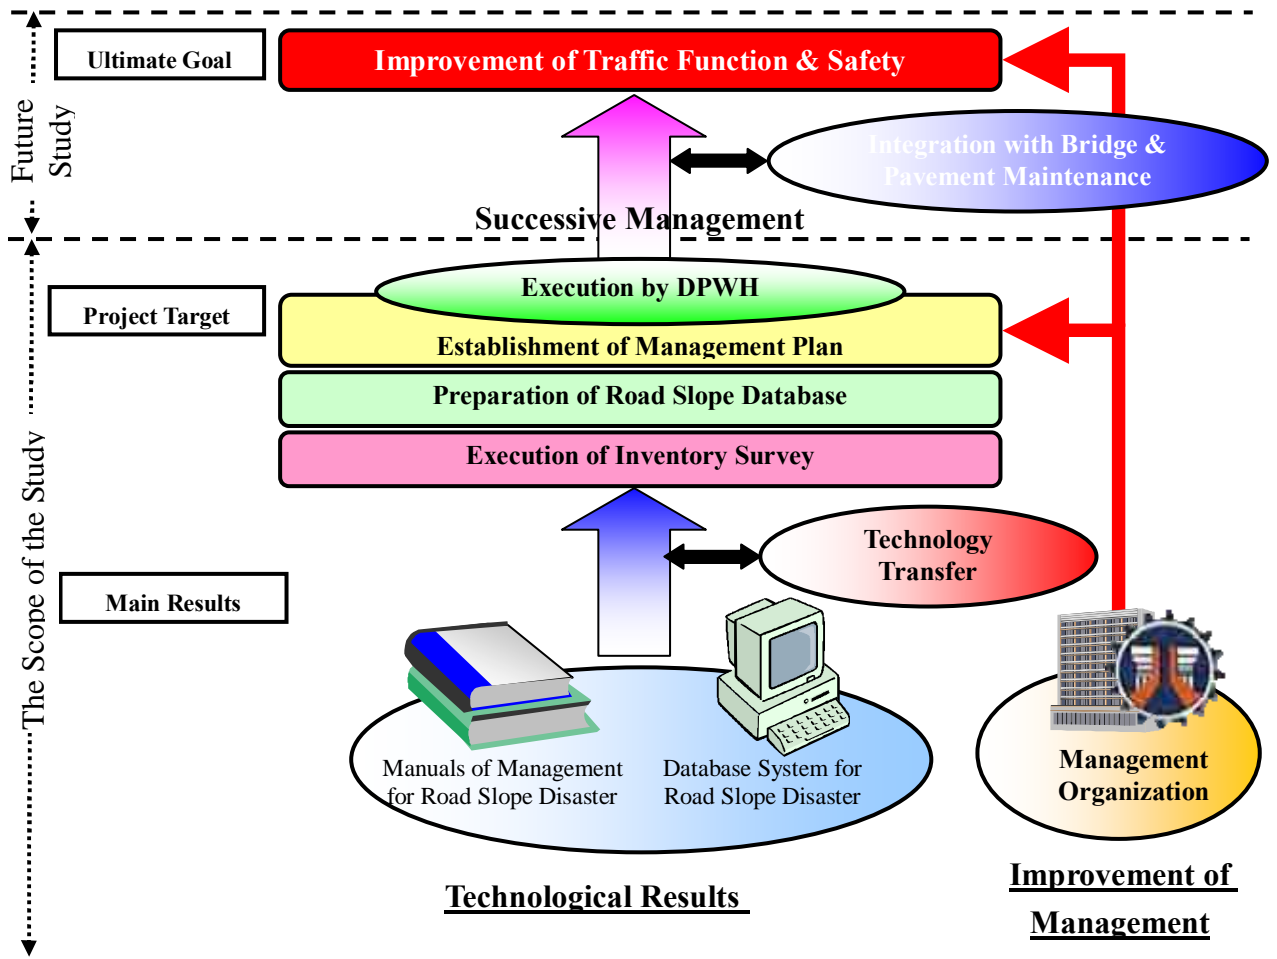 Ultimate Goal
Improvement of Traffic Function & Safety
Future
Study
Integration with Bridge &
Pavement Maintenance
Successive Management
Execution by DPWH
Project Target
Establishment of Management Plan
Preparation of Road Slope Database
Execution of Inventory Survey
The Scope of the Study
Technology
Transfer
Main Results
Manuals of Management
for Road Slope Disaster
Database System for
Road Slope Disaster
Management
Organization
Technological Results
Improvement of
Management